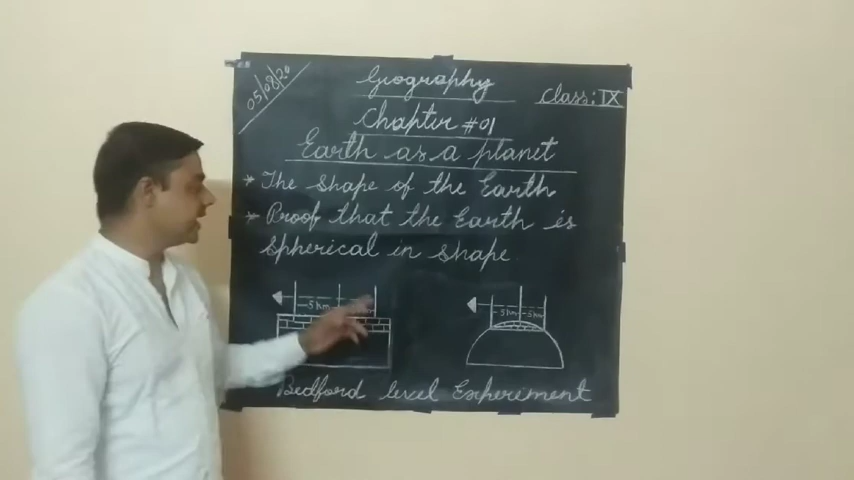 05/08/20
Geography
Class: IX
Chapter #01
Earth as a planet
* The shape of the Earth
* Proof that the Earth is
spherical in shape.
5 km
5 km 5 km
Bedford level Experiment